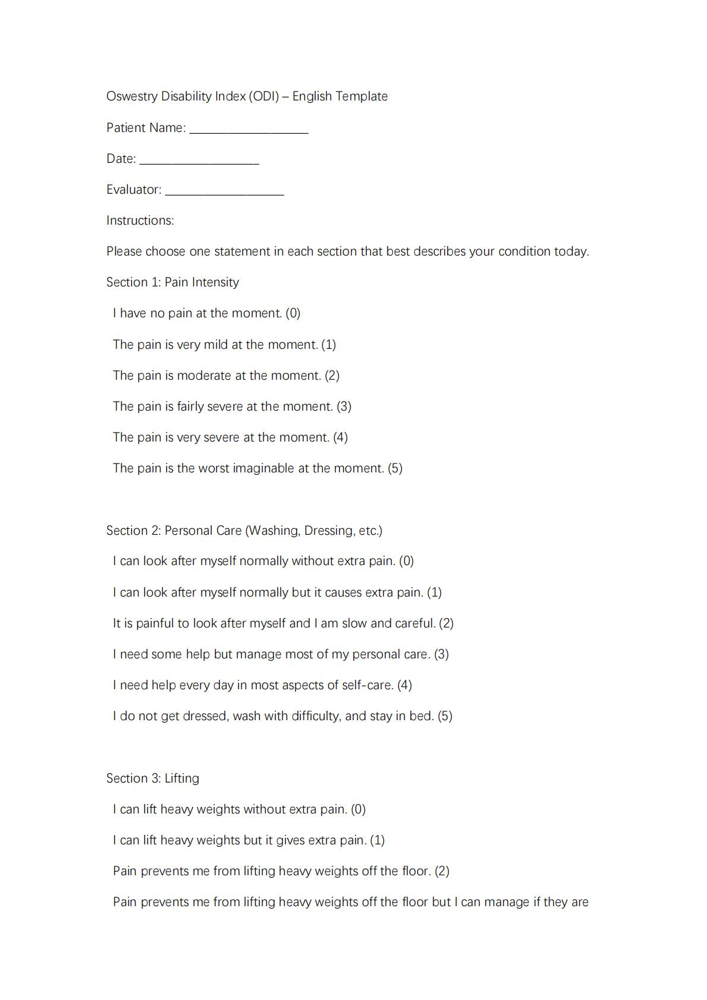 Oswestry Disability Index (ODI) – English Template
Patient Name: ___________________
Date: ___________________
Evaluator: ___________________
Instructions:
Please choose one statement in each section that best describes your condition today.
Section 1: Pain Intensity
I have no pain at the moment. (0)
The pain is very mild at the moment. (1)
The pain is moderate at the moment. (2)
The pain is fairly severe at the moment. (3)
The pain is very severe at the moment. (4)
The pain is the worst imaginable at the moment. (5)
Section 2: Personal Care (Washing, Dressing, etc.)
I can look after myself normally without extra pain. (0)
I can look after myself normally but it causes extra pain. (1)
It is painful to look after myself and I am slow and careful. (2)
I need some help but manage most of my personal care. (3)
I need help every day in most aspects of self-care. (4)
I do not get dressed, wash with difficulty, and stay in bed. (5)
Section 3: Lifting
I can lift heavy weights without extra pain. (0)
I can lift heavy weights but it gives extra pain. (1)
Pain prevents me from lifting heavy weights off the floor. (2)
Pain prevents me from lifting heavy weights off the floor but I can manage if they are